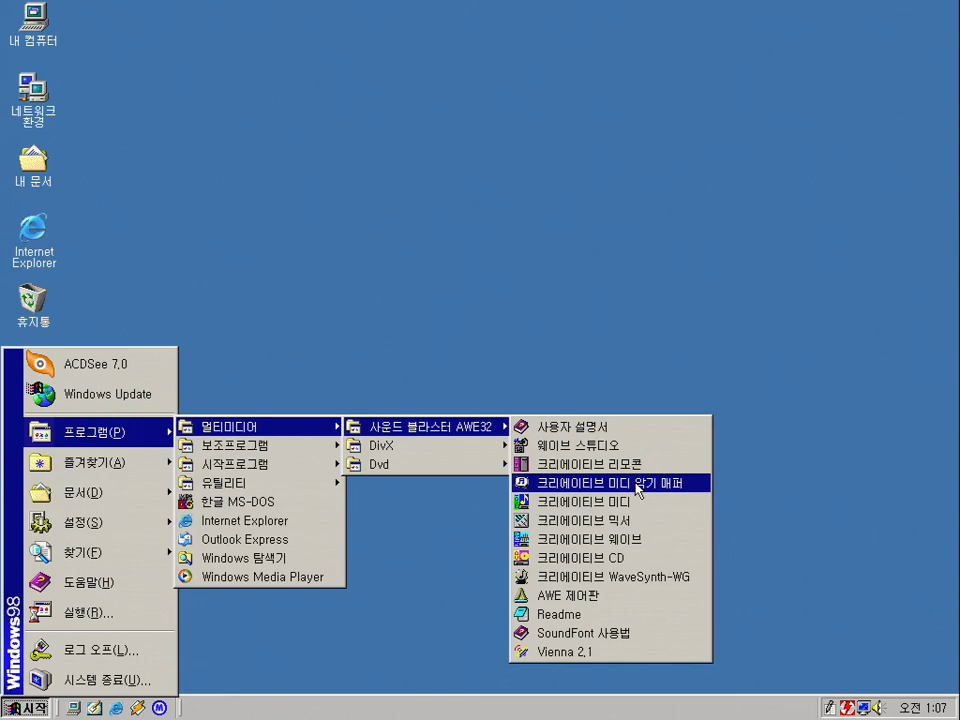 내 컴퓨터
네트워크
환경
내 문서
Internet
Explorer
휴지통
ACDSee 7.0
Windows Update
프로그램(P)
즐겨찾기(A)
문서(D)
설정(S)
찾기(F)
도움말(H)
실행(R)...
로그 오프(L)...
시스템 종료(U)...
Windows98
멀티미디어
보조프로그램
시작프로그램
유틸리티
한글 MS-DOS
Internet Explorer
Outlook Express
Windows 탐색기
Windows Media Player
사운드 블라스터 AWE32
DivX
Dvd
사용자 설명서
웨이브 스튜디오
크리에이티브 리모콘
크리에이티브 미디 악기 매퍼
크리에이티브 미디
크리에이티브 믹서
크리에이티브 웨이브
크리에이티브 CD
크리에이티브 WaveSynth-WG
AWE 제어판
Readme
SoundFont 사용법
Vienna 2.1
시작
오전 1:07